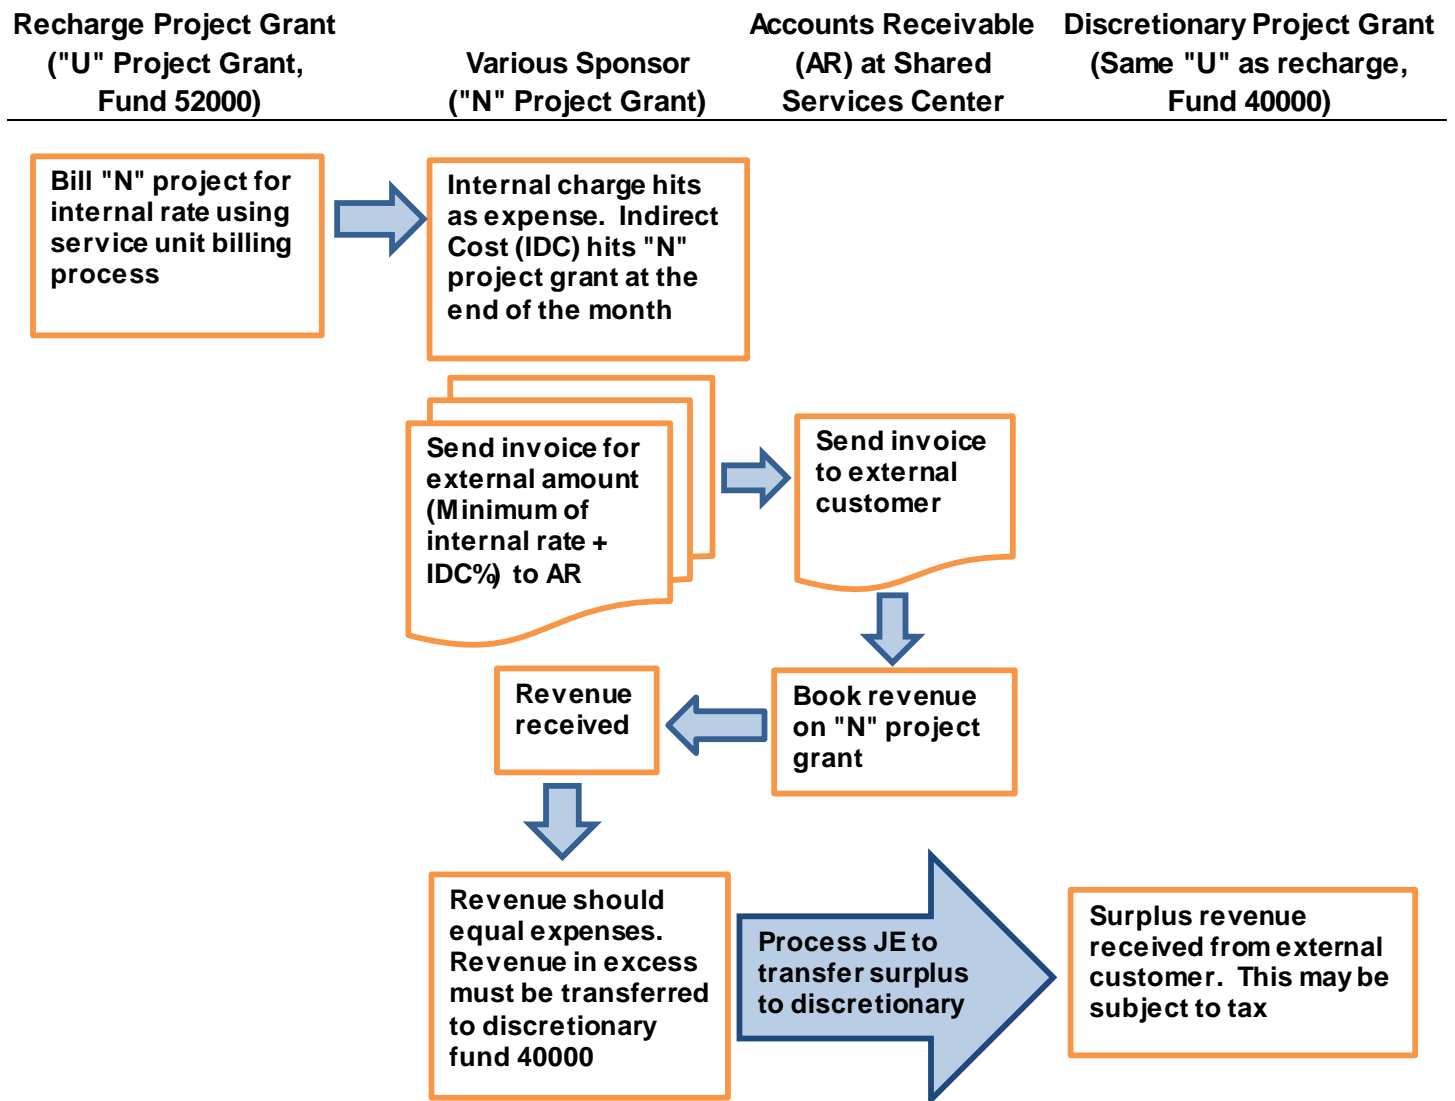 Recharge Project Grant
("U" Project Grant,
Fund 52000)
Various Sponsor
("N" Project Grant)
Accounts Receivable
(AR) at Shared
Services Center
Discretionary Project Grant
(Same "U" as recharge,
Fund 40000)
Bill "N" project for
internal rate using
service unit billing
process
Internal charge hits
as expense.  Indirect
Cost (IDC) hits "N"
project grant at the
end of the month
Send invoice for
external amount
(Minimum of
internal rate +
IDC%) to AR
Send invoice
to external
customer
Book revenue
on "N" project
grant
Revenue
received
Revenue should
equal expenses.
Revenue in excess
must be transferred
to discretionary
fund 40000
Process JE to
transfer surplus
to discretionary
Surplus revenue
received from external
customer.  This may be
subject to tax